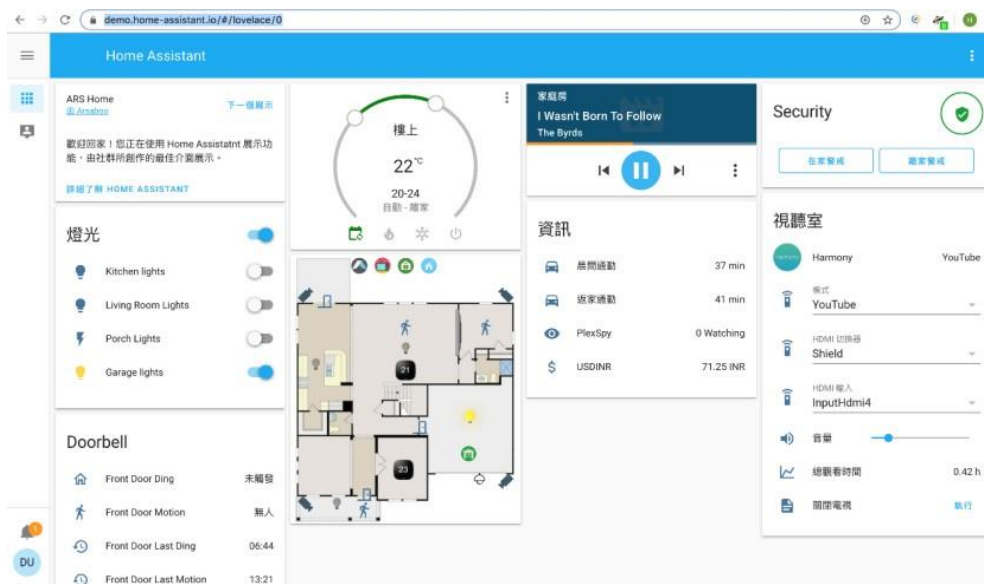 demo.home-assistant.io/#/lovelace/0
Home Assistant
ARS Home
由 Arsaboo
下一個展示
歡迎回家！您正在使用 Home Assistatnt 展示功
能，由社群所創作的最佳介面展示。
詳細了解 HOME ASSISTANT
燈光
Kitchen lights
Living Room Lights
Porch Lights
Garage lights
Doorbell
Front Door Ding 未觸發
Front Door Motion 無人
Front Door Last Ding 06:44
Front Door Last Motion 13:21
DU
樓上
22°C
20-24
自動 - 離家
21
23
家庭房
I Wasn't Born To Follow
The Byrds
資訊
晨間通勤 37 min
返家通勤 41 min
PlexSpy 0 Watching
USDINR 71.25 INR
Security
在家警戒 離家警戒
視聽室
Harmony YouTube
模式
YouTube
HDMI 切換器
Shield
HDMI 輸入
InputHdmi4
音量
總觀看時間 0.42 h
關閉電視 執行